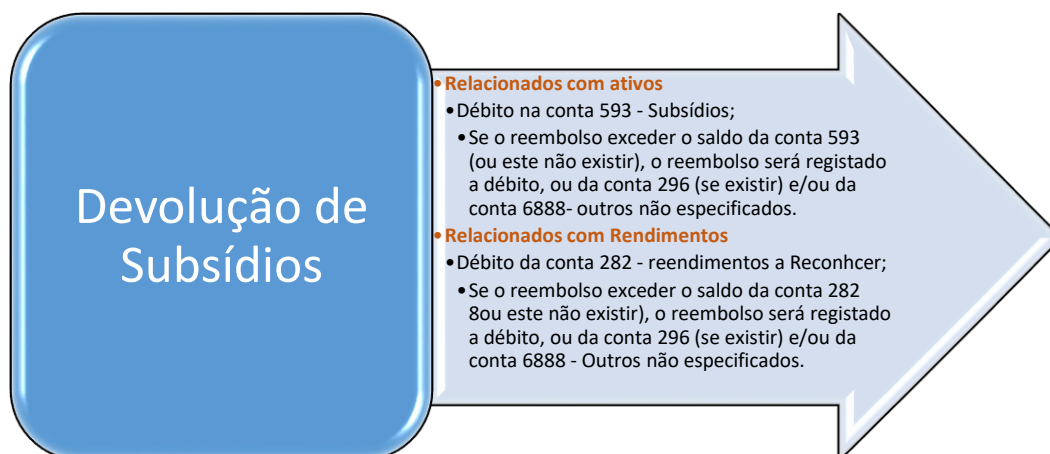 Devolução de
Subsídios
•Relacionados com ativos
•Débito na conta 593 - Subsídios;
•Se o reembolso exceder o saldo da conta 593
(ou este não existir), o reembolso será registado
a débito, ou da conta 296 (se existir) e/ou da
conta 6888- outros não especificados.
•Relacionados com Rendimentos
•Débito da conta 282 - reendimentos a Reconhcer;
•Se o reembolso exceder o saldo da conta 282
8ou este não existir), o reembolso será registado
a débito, ou da conta 296 (se existir) e/ou da
conta 6888 - Outros não especificados.